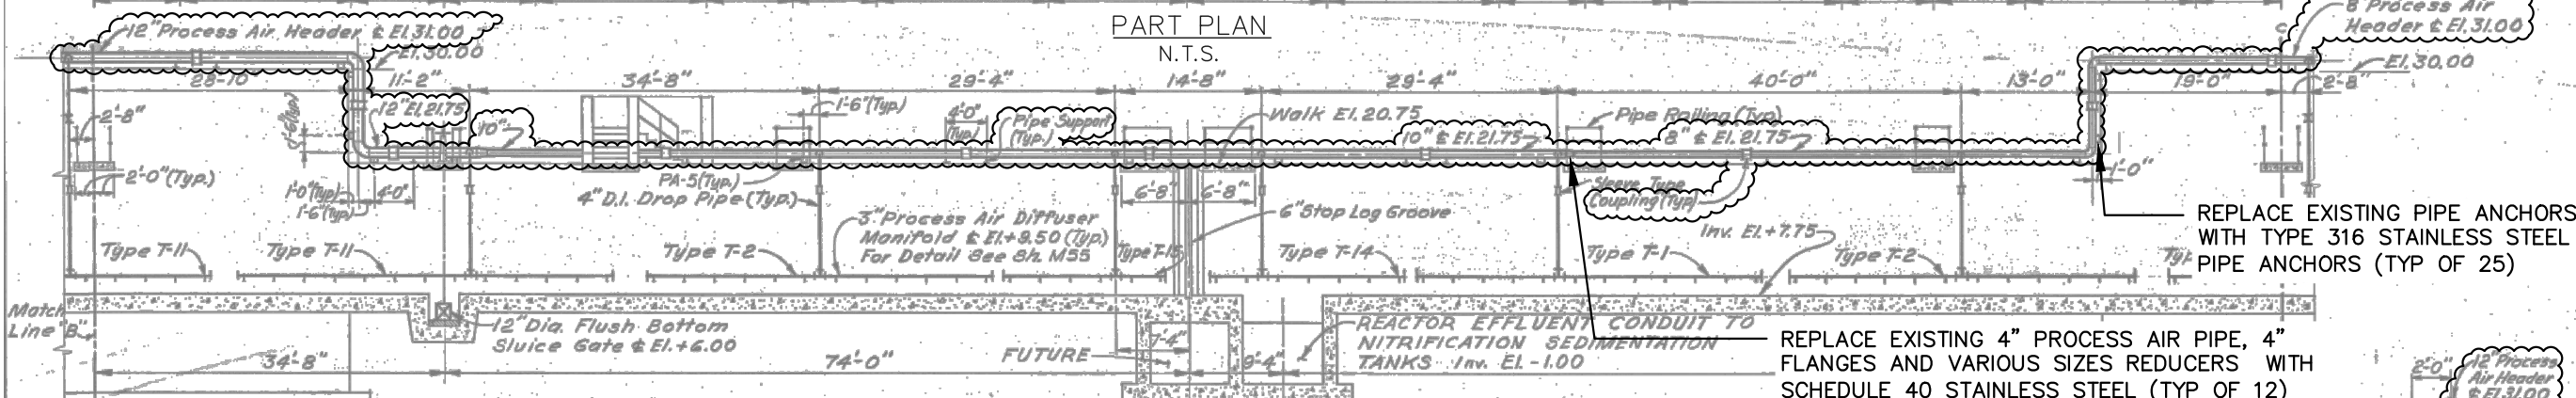 PART PLAN
N.T.S.
12" Process Air Header ℄ El.31.00
El.30.00
8" Process Air
Header ℄ El.31.00
El.30.00
11'-2"
34'-8"
29'-4"
14'-8"
29'-4"
40'-0"
13'-0"
19'-0"
2'-8"
2'-8"
1'-6"(Typ.)
12" El.21.75
10"
1'-6"(Typ.)
4'-0"
(Typ.)
Pipe Support
(Typ.)
Walk El.20.75
10" ℄ El.21.75
Pipe Railing (Typ.)
8" ℄ El.21.75
2'-0"(Typ.)
1'-0"(Typ.)
1'-6"(Typ.)
4'-0"
PA-5(Typ.)
4" D.I. Drop Pipe (Typ.)
6'-8"
6'-8"
Sleeve Type
Coupling(Typ.)
1'-0"
3" Process Air Diffuser
Manifold ℄ El.+9.50 (Typ.)
For Detail See Sh. M55
6" Stop Log Groove
Inv. El.+7.75
REPLACE EXISTING PIPE ANCHORS
WITH TYPE 316 STAINLESS STEEL
PIPE ANCHORS (TYP OF 25)
Type T-11
Type T-11
Type T-2
Type T-15
Type T-14
Type T-1
Type T-2
Match
Line "B"
12" Dia. Flush Bottom
Sluice Gate ℄ El.+6.00
REACTOR EFFLUENT CONDUIT TO
NITRIFICATION SEDIMENTATION
TANKS Inv. El.-1.00
REPLACE EXISTING 4" PROCESS AIR PIPE, 4"
FLANGES AND VARIOUS SIZES REDUCERS WITH
SCHEDULE 40 STAINLESS STEEL (TYP OF 12)
34'-8"
74'-0"
FUTURE
7'-4"
9'-4"
2'-0"
12" Process
Air Header
℄ El.31.00